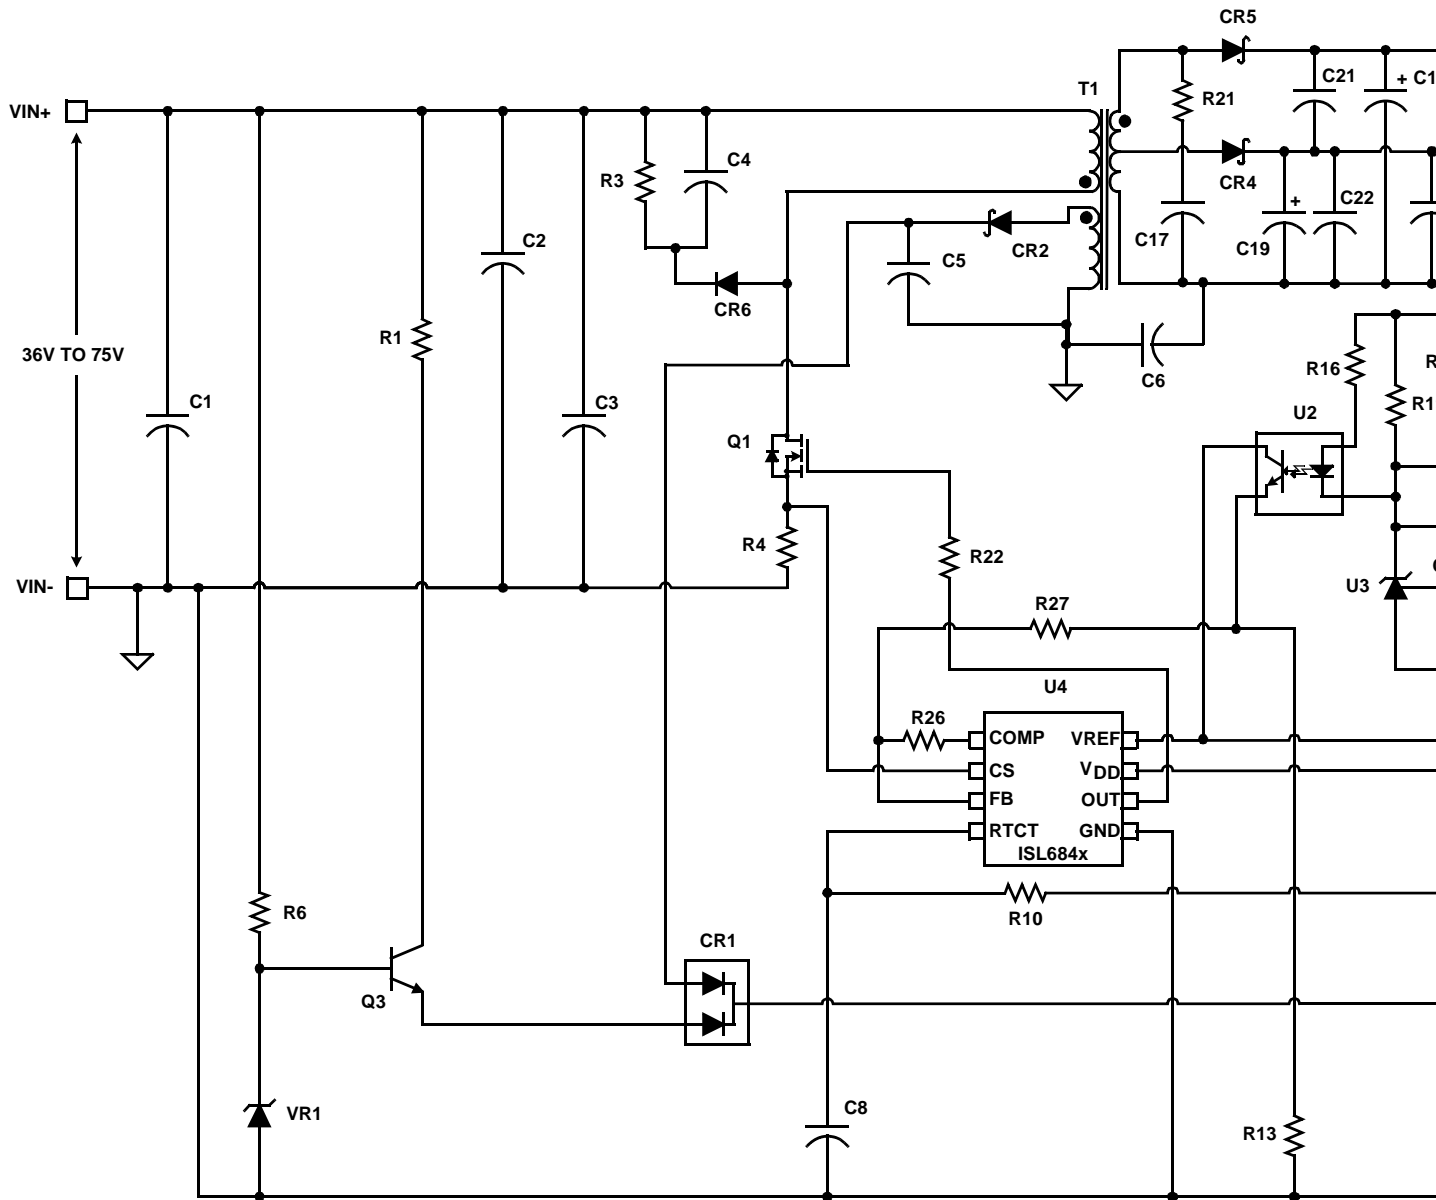 CR5
T1
C21
+ C1
R21
VIN+
C4
R3
CR4
C22
+
C2
C17
C19
C5
CR2
CR6
R1
36V TO 75V
C6
R16
R
C1
C3
R1
U2
Q1
R4
R22
VIN-
U3
R27
U4
R26
COMP
VREF
CS
VDD
FB
OUT
RTCT
GND
ISL684x
R6
R10
CR1
Q3
C8
VR1
R13